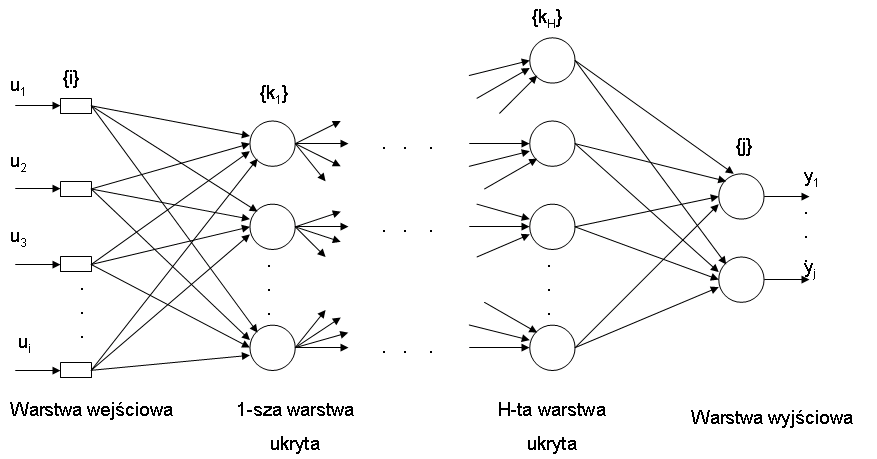 {k_H}
{i}
u_1
{k_1}
{j}
u_2
y_1
u_3
y_j
u_i
Warstwa wejściowa
1-sza warstwa
ukryta
H-ta warstwa
ukryta
Warstwa wyjściowa